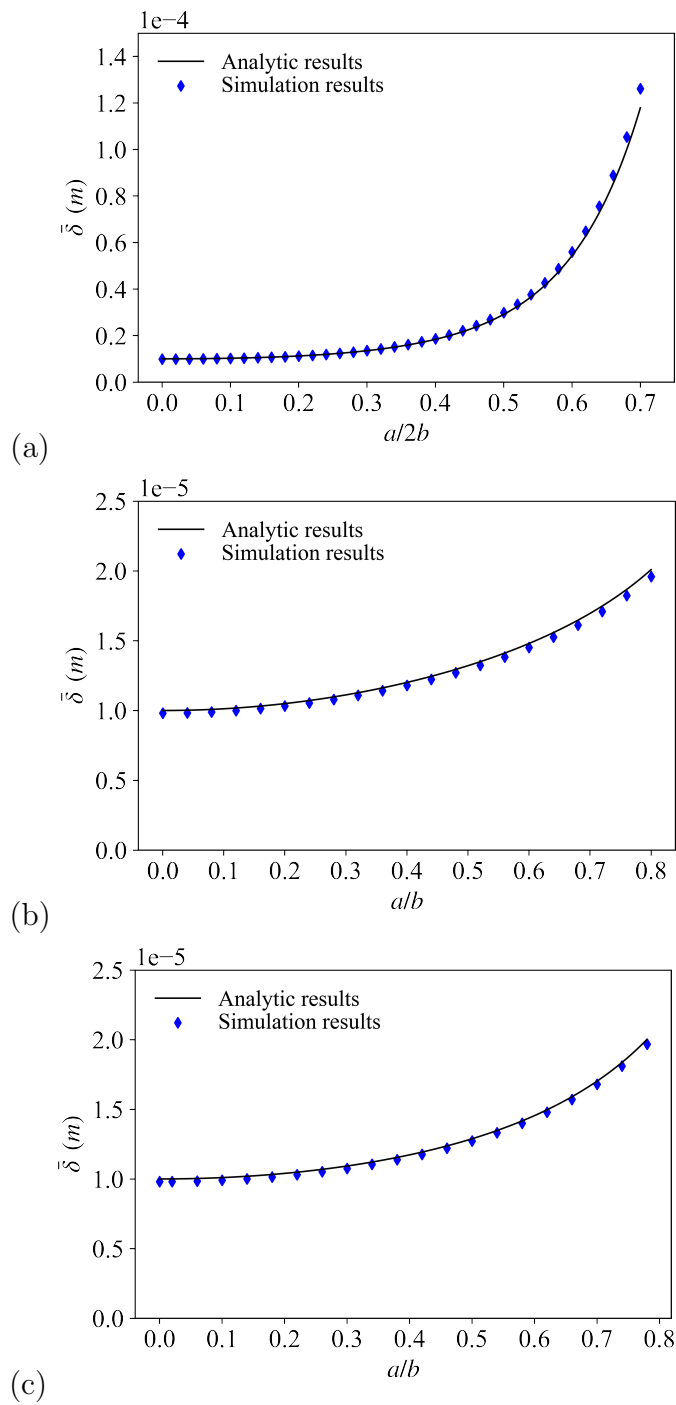 1e−4
1.4
1.2
1.0
0.8
0.6
0.4
0.2
0.0
δ̄ (m)
Analytic results
Simulation results
0.0 0.1 0.2 0.3 0.4 0.5 0.6 0.7
a/2b
(a)
1e−5
2.5
2.0
1.5
1.0
0.5
0.0
δ̄ (m)
Analytic results
Simulation results
0.0 0.1 0.2 0.3 0.4 0.5 0.6 0.7 0.8
a/b
(b)
1e−5
2.5
2.0
1.5
1.0
0.5
0.0
δ̄ (m)
Analytic results
Simulation results
0.0 0.1 0.2 0.3 0.4 0.5 0.6 0.7 0.8
a/b
(c)